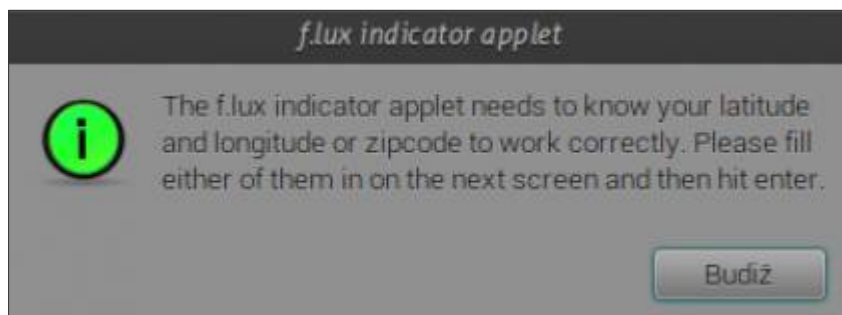 f.lux indicator applet
The f.lux indicator applet needs to know your latitude
and longitude or zipcode to work correctly. Please fill
either of them in on the next screen and then hit enter.
Budiž